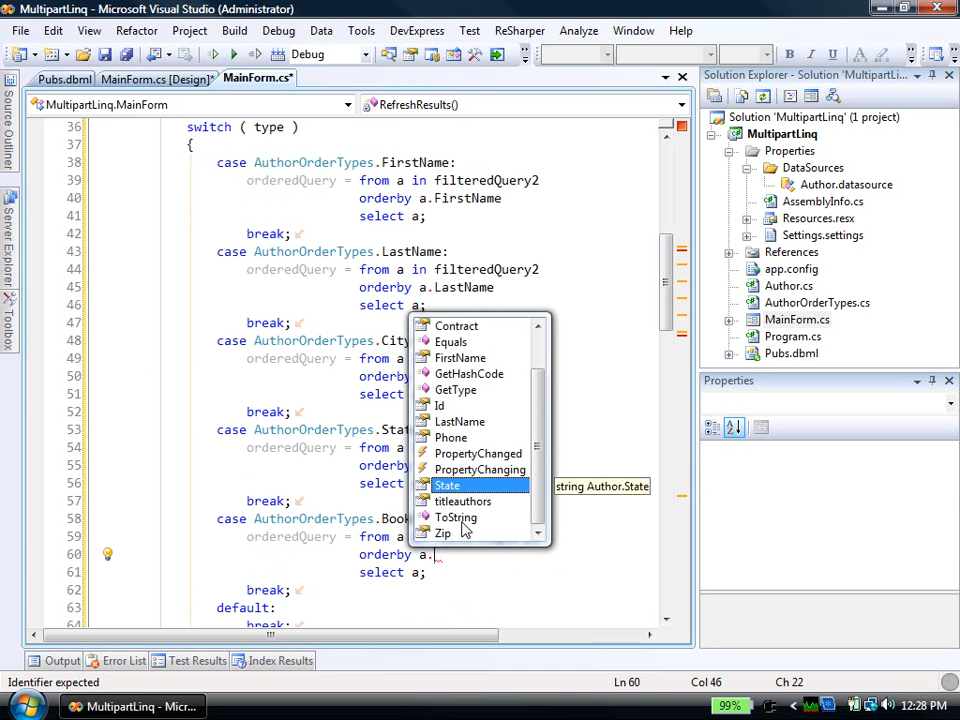 MultipartLinq - Microsoft Visual Studio (Administrator)
File Edit View Refactor Project Build Debug Data Tools DevExpress Test ReSharper Analyze Window Help
Debug
Pubs.dbml MainForm.cs [Design]* MainForm.cs*
MultipartLinq.MainForm RefreshResults()
Source Outliner
Server Explorer
Toolbox
36 switch ( type )
37 {
38 case AuthorOrderTypes.FirstName:
39 orderedQuery = from a in filteredQuery2
40 orderby a.FirstName
41 select a;
42 break;
43 case AuthorOrderTypes.LastName:
44 orderedQuery = from a in filteredQuery2
45 orderby a.LastName
46 select a;
47 break;
48 case AuthorOrderTypes.City
49 orderedQuery = from a
50 orderby
51 select
52 break;
53 case AuthorOrderTypes.Stat
54 orderedQuery = from a
55 orderby
56 select
57 break;
58 case AuthorOrderTypes.Book
59 orderedQuery = from a
60 orderby a.
61 select a;
62 break;
63 default:
64 break;
Contract
Equals
FirstName
GetHashCode
GetType
Id
LastName
Phone
PropertyChanged
PropertyChanging
State
titleauthors
ToString
Zip
string Author.State
Solution Explorer - Solution 'MultipartL...
Solution 'MultipartLinq' (1 project)
MultipartLinq
Properties
DataSources
Author.datasource
AssemblyInfo.cs
Resources.resx
Settings.settings
References
app.config
Author.cs
AuthorOrderTypes.cs
MainForm.cs
Program.cs
Pubs.dbml
Properties
Output Error List Test Results Index Results
Identifier expected Ln 60 Col 46 Ch 22
MultipartLinq - Micr... 99% 12:28 PM